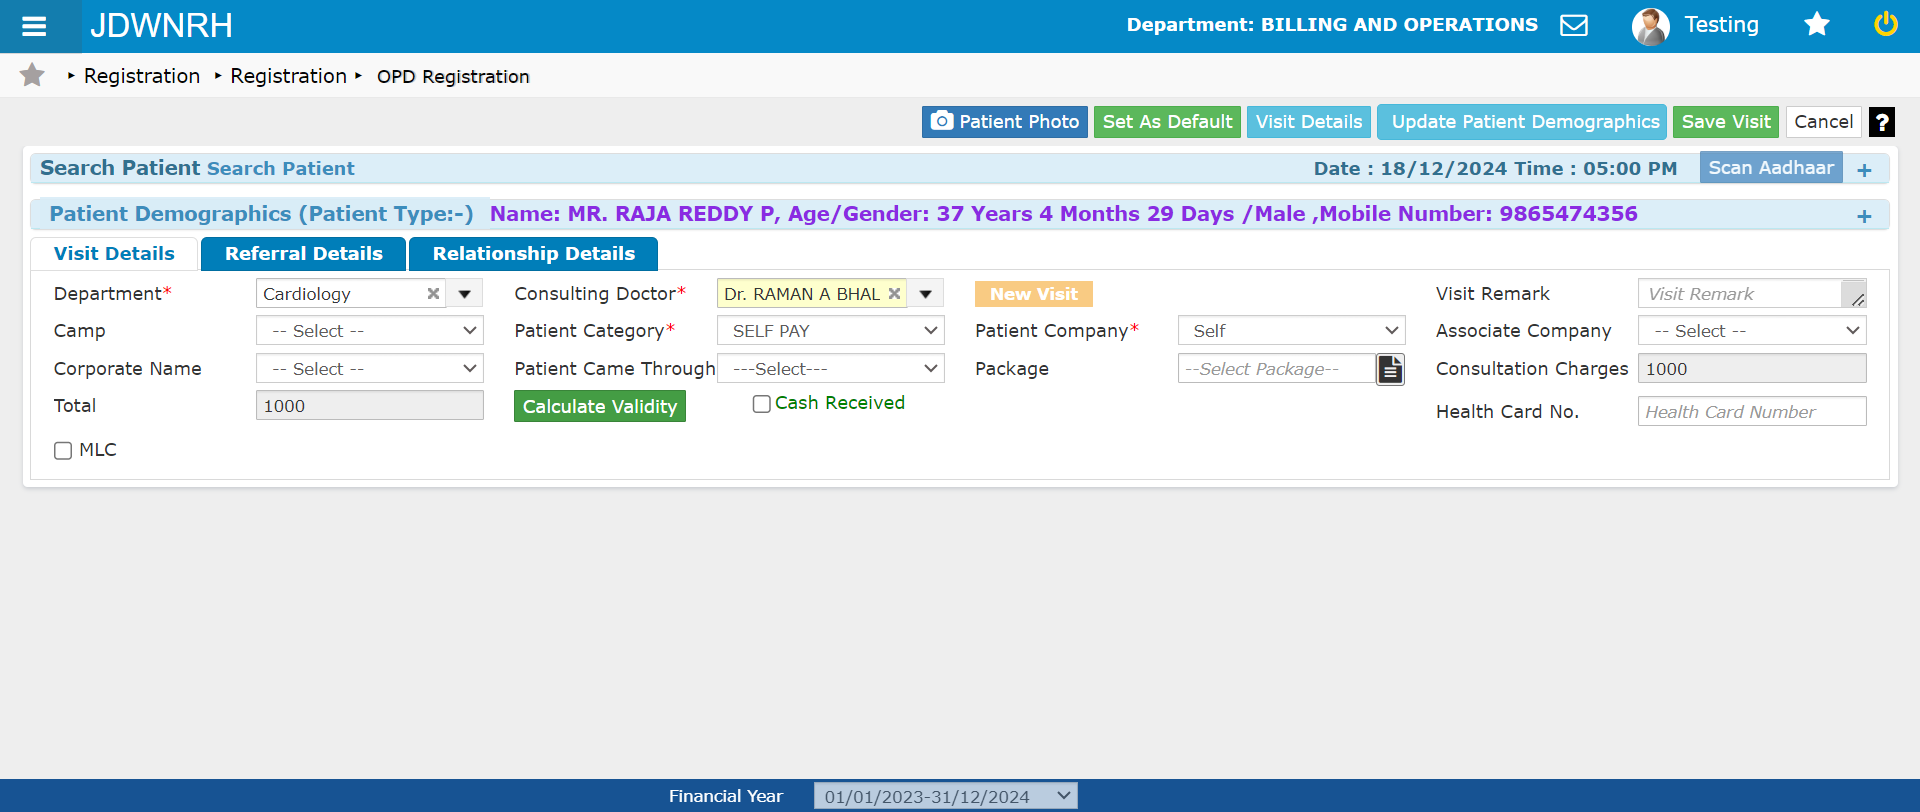 JDWNRH
Department: BILLING AND OPERATIONS
Testing
Registration
Registration
OPD Registration
Patient Photo
Set As Default
Visit Details
Update Patient Demographics
Save Visit
Cancel
?
Search Patient Search Patient
Date : 18/12/2024 Time : 05:00 PM
Scan Aadhaar
+
Patient Demographics (Patient Type:-) Name: MR. RAJA REDDY P, Age/Gender: 37 Years 4 Months 29 Days /Male ,Mobile Number: 9865474356
+
Visit Details
Referral Details
Relationship Details
Department*
Cardiology
Consulting Doctor*
Dr. RAMAN A BHAL
New Visit
Visit Remark
Visit Remark
Camp
-- Select --
Patient Category*
SELF PAY
Patient Company*
Self
Associate Company
-- Select --
Corporate Name
-- Select --
Patient Came Through
---Select---
Package
--Select Package--
Consultation Charges
1000
Total
1000
Calculate Validity
Cash Received
Health Card No.
Health Card Number
MLC
Financial Year
01/01/2023-31/12/2024